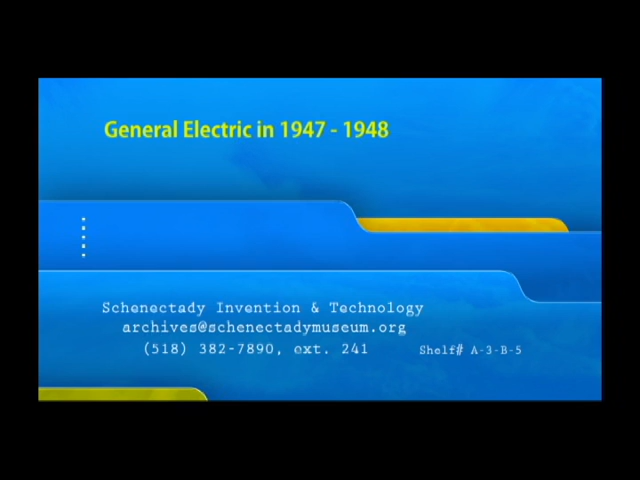 General Electric in 1947 - 1948
Schenectady Invention & Technology
archives@schenectadymuseum.org
(518) 382-7890, ext. 241
Shelf# A-3-B-5